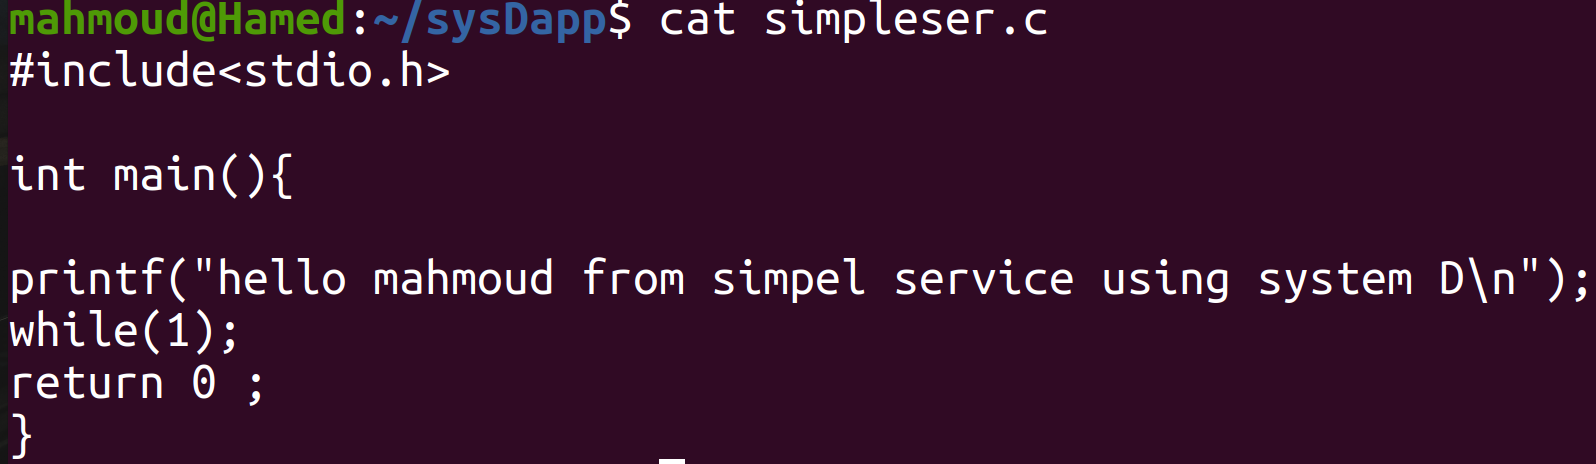 mahmoud@Hamed:~/sysDapp$ cat simpleser.c
#include<stdio.h>
int main(){
printf("hello mahmoud from simpel service using system D\n");
while(1);
return 0 ;
}